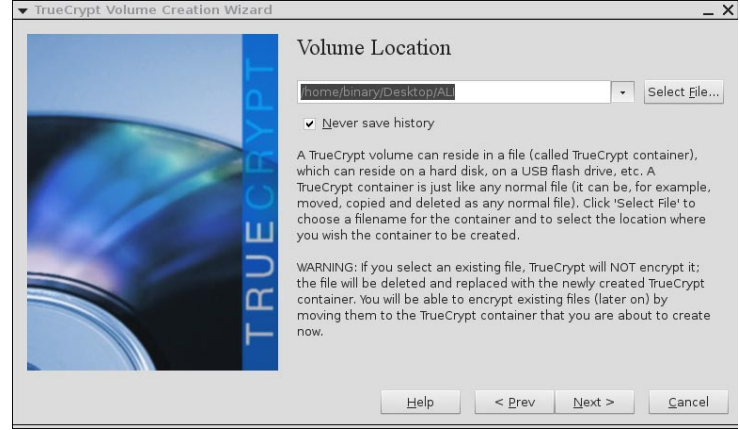 TrueCrypt Volume Creation Wizard
TRUECRYPT
Volume Location
/home/binary/Desktop/ALI
Select File...
Never save history
A TrueCrypt volume can reside in a file (called TrueCrypt container),
which can reside on a hard disk, on a USB flash drive, etc. A
TrueCrypt container is just like any normal file (it can be, for example,
moved, copied and deleted as any normal file). Click 'Select File' to
choose a filename for the container and to select the location where
you wish the container to be created.
WARNING: If you select an existing file, TrueCrypt will NOT encrypt it;
the file will be deleted and replaced with the newly created TrueCrypt
container. You will be able to encrypt existing files (later on) by
moving them to the TrueCrypt container that you are about to create
now.
Help
< Prev
Next >
Cancel